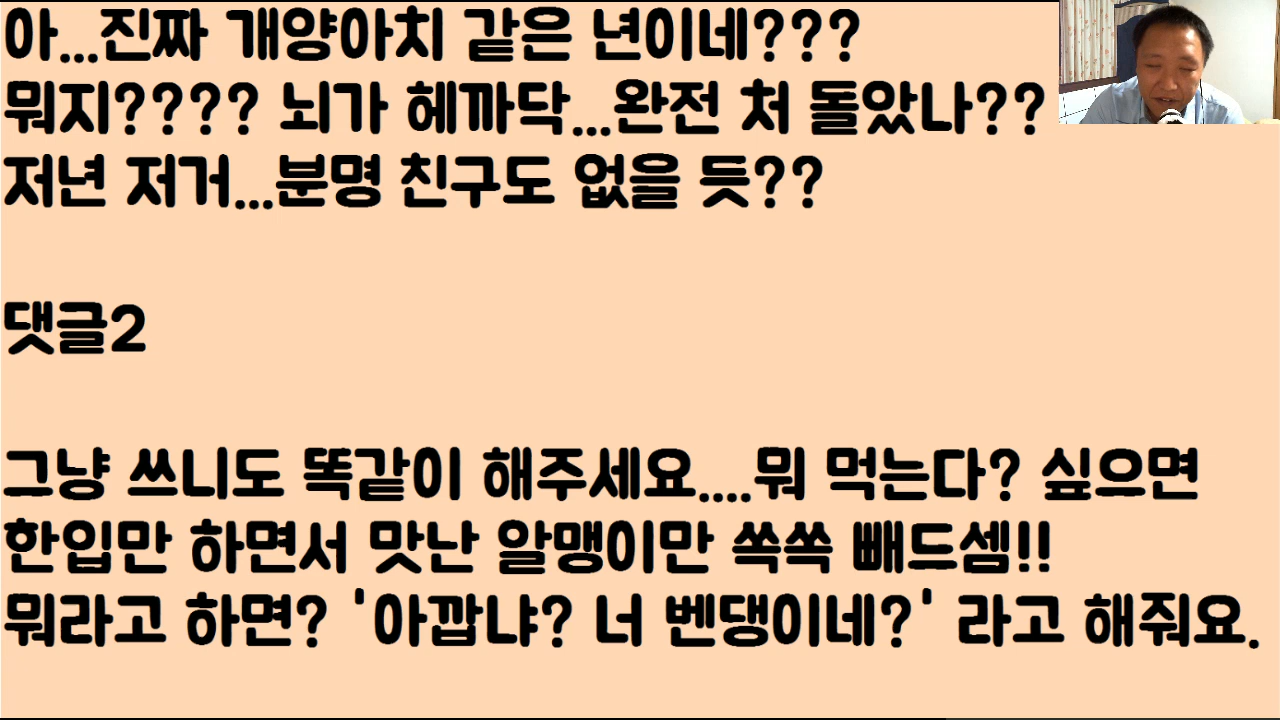 아...진짜 개양아치 같은 년이네???
뭐지???? 뇌가 헤까닥...완전 처 돌았나??
저년 저거...분명 친구도 없을 듯??
댓글2
그냥 쓰니도 똑같이 해주세요....뭐 먹는다? 싶으면
한입만 하면서 맛난 알맹이만 쏙쏙 빼드셈!!
뭐라고 하면? '아깝냐? 너 벤댕이네?' 라고 해줘요.